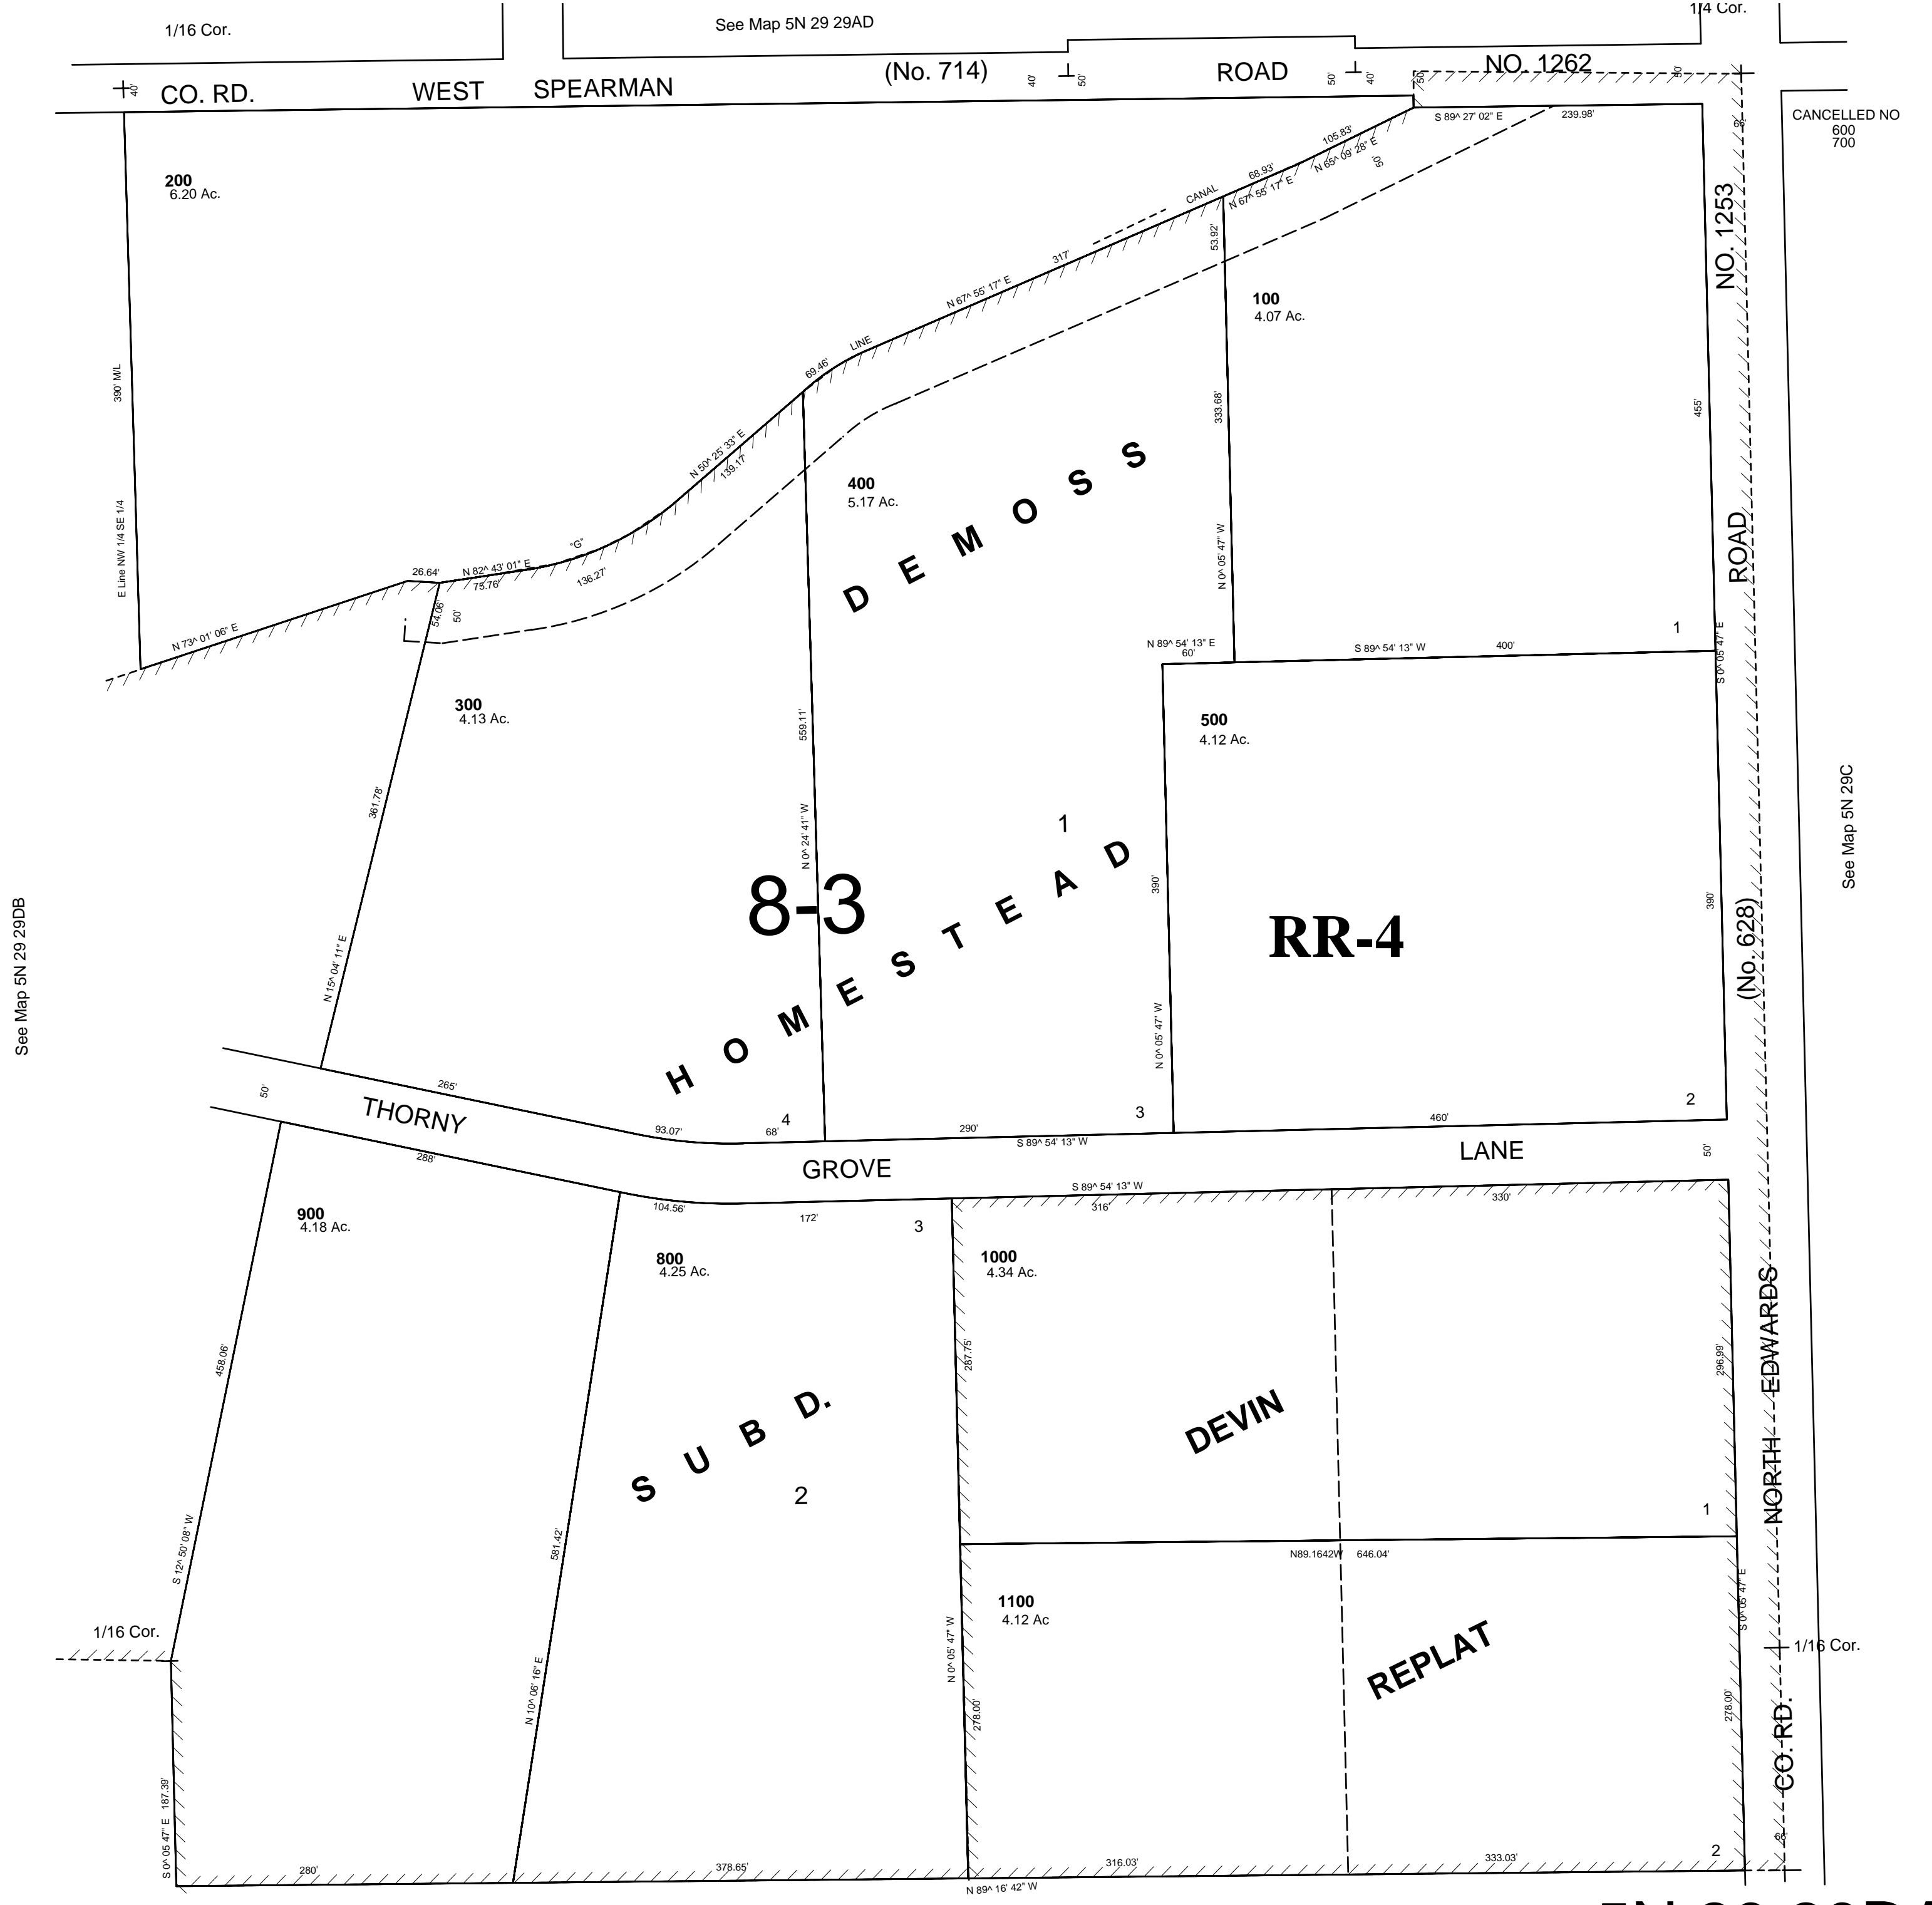 1/16 Cor.
See Map 5N 29 29AD
1/4 Cor.
CO. RD. WEST SPEARMAN (No. 714) ROAD NO. 1262
40'
40'
50'
50'
40'
50'
50'
66'
CANCELLED NO
600
700
S 89^ 27' 02" E
239.98'
105.83'
N 65^ 09' 28" E
50'
68.93'
N 67^ 55' 17" E
CANAL
53.92'
317'
N 67^ 55' 17" E
LINE
69.46'
N 50^ 25' 33" E
139.17'
"G"
136.27'
N 82^ 43' 01" E
75.76'
26.64'
54.06'
50'
N 73^ 01' 06" E
200
6.20 Ac.
390' M/L
E Line NW 1/4 SE 1/4
100
4.07 Ac.
333.68'
N 0^ 05' 47" W
455'
NO. 1253
ROAD
(No. 628)
NORTH EDWARDS
CO. RD.
1
N 89^ 54' 13" E
60'
S 89^ 54' 13" W
400'
S 0^ 05' 47" E
400
5.17 Ac.
DEMOSS
HOMESTEAD
SUBD.
300
4.13 Ac.
559.11'
N 0^ 24' 41" W
361.78'
N 15^ 04' 11" E
500
4.12 Ac.
390'
N 0^ 05' 47" W
390'
1
8-3
RR-4
See Map 5N 29 29DB
See Map 5N 29C
2
3
4
265'
93.07'
68'
290'
S 89^ 54' 13" W
460'
50'
50'
THORNY GROVE LANE
288'
104.56'
172'
3
S 89^ 54' 13" W
316'
330'
900
4.18 Ac.
800
4.25 Ac.
1000
4.34 Ac.
458.06'
S 12^ 50' 08" W
581.42'
N 10^ 06' 16" E
287.75'
296.99'
DEVIN
REPLAT
2
1
N89.1642W 646.04'
1100
4.12 Ac
N 0^ 05' 47" W
278.00'
278.00'
S 0^ 05' 47" E
1/16 Cor.
1/16 Cor.
S 0^ 05' 47" E 187.39'
66'
2
280'
378.65'
316.03'
333.03'
N 89^ 16' 42" W